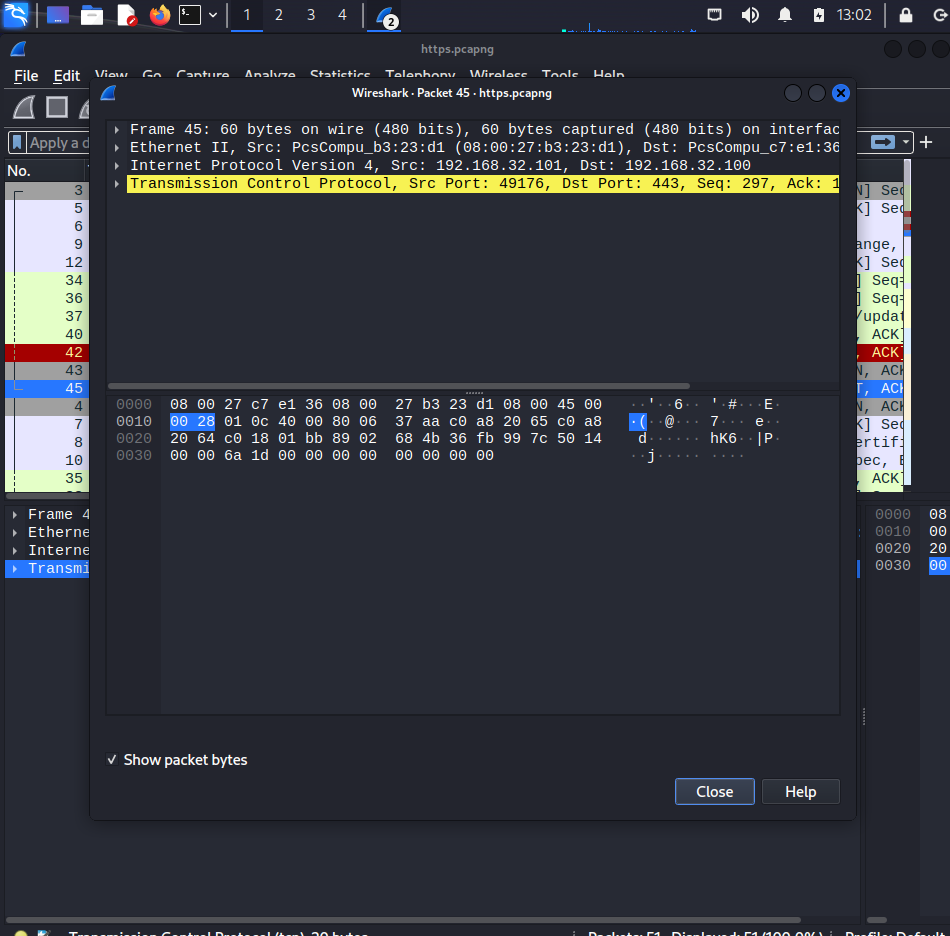 1 2 3 4 2 13:02
https.pcapng
File Edit View Go Capture Analyze Statistics Telephony Wireless Tools Help
Wireshark · Packet 45 · https.pcapng
Apply a d
No.
Frame 45: 60 bytes on wire (480 bits), 60 bytes captured (480 bits) on interfac
Ethernet II, Src: PcsCompu_b3:23:d1 (08:00:27:b3:23:d1), Dst: PcsCompu_c7:e1:36
Internet Protocol Version 4, Src: 192.168.32.101, Dst: 192.168.32.100
Transmission Control Protocol, Src Port: 49176, Dst Port: 443, Seq: 297, Ack: 1
3 N] Sec
5 K] Sec
6
9 ange,
12 K] Sec
34 ] Seq=
36 ] Seq=
37 /updat
40 , ACK]
42 , ACK]
43 N, ACK
45 T, ACK
4 N, ACK
7 K] Sec
8 ertifi
10 pec, E
35 , ACK]
0000 08 00 27 c7 e1 36 08 00 27 b3 23 d1 08 00 45 00 ··'··6·· '·#···E·
0010 00 28 01 0c 40 00 80 06 37 aa c0 a8 20 65 c0 a8 ·(··@··· 7··· e··
0020 20 64 c0 18 01 bb 89 02 68 4b 36 fb 99 7c 50 14 d······ hK6··|P·
0030 00 00 6a 1d 00 00 00 00 00 00 00 00 ··j····· ····
Frame 4
Etherne
Interne
Transmi
0000 08
0010 00
0020 20
0030 00
Show packet bytes
Close Help
Transmission Control Protocol (tcp), 20 bytes
Packets: 51 · Displayed: 51 (100.0%)
Profile: Default